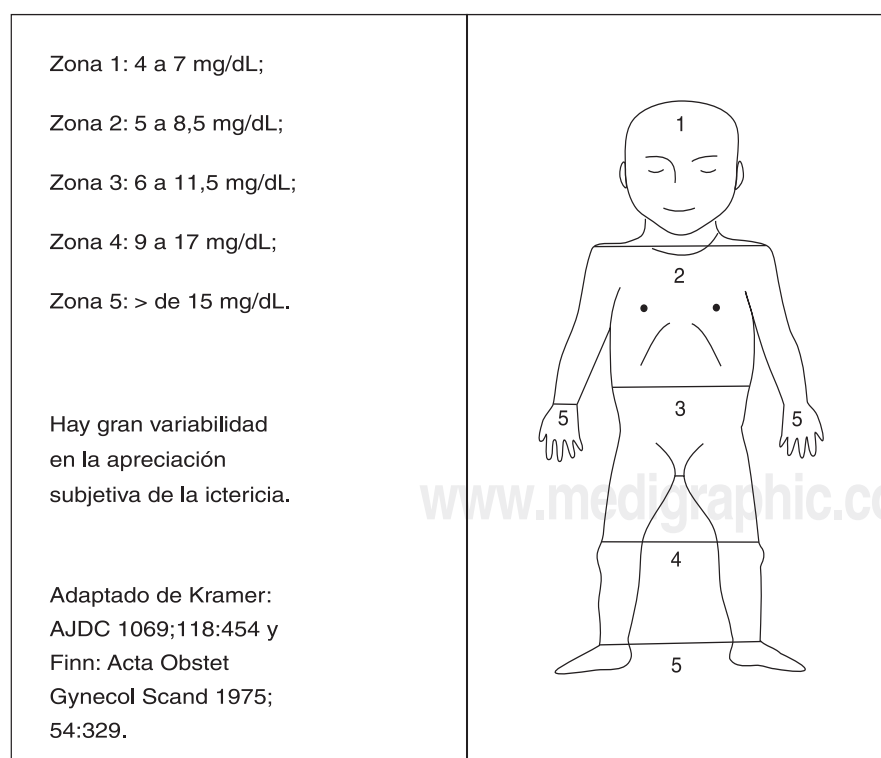 Zona 1: 4 a 7 mg/dL;
Zona 2: 5 a 8,5 mg/dL;
Zona 3: 6 a 11,5 mg/dL;
Zona 4: 9 a 17 mg/dL;
Zona 5: > de 15 mg/dL.
Hay gran variabilidad
en la apreciación
subjetiva de la ictericia.
Adaptado de Kramer:
AJDC 1069;118:454 y
Finn: Acta Obstet
Gynecol Scand 1975;
54:329.
1
2
3
5 5
www.medigraphic.co
4
5